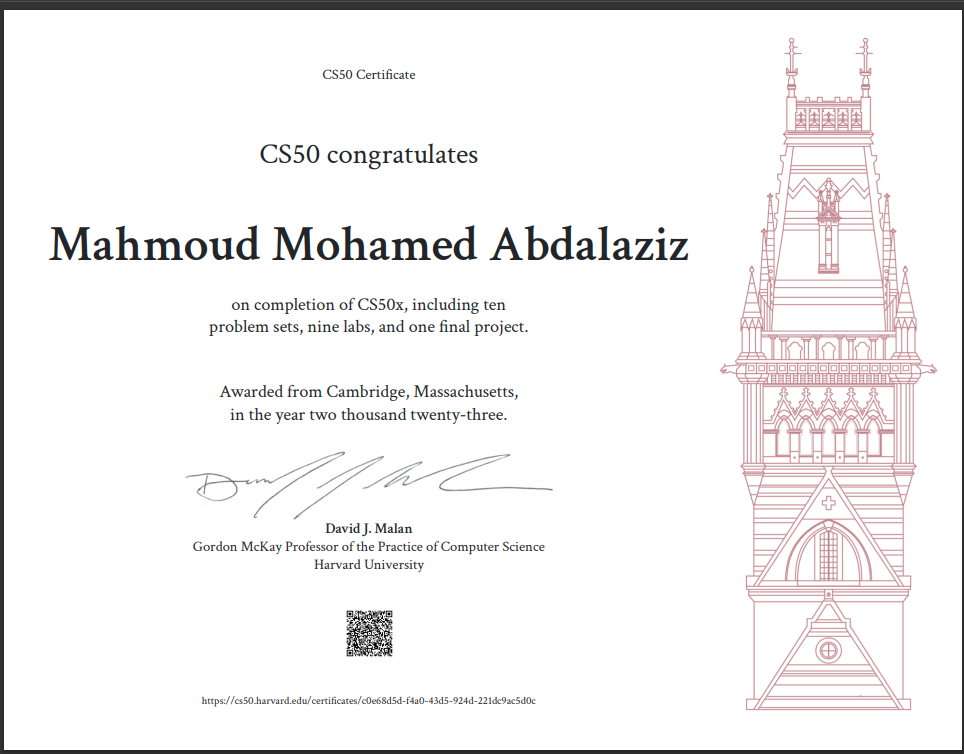 CS50 Certificate
CS50 congratulates
Mahmoud Mohamed Abdalaziz
on completion of CS50x, including ten
problem sets, nine labs, and one final project.
Awarded from Cambridge, Massachusetts,
in the year two thousand twenty-three.
David J. Malan
Gordon McKay Professor of the Practice of Computer Science
Harvard University
https://cs50.harvard.edu/certificates/c0e68d5d-f4a0-43d5-924d-221dc9ac5d0c